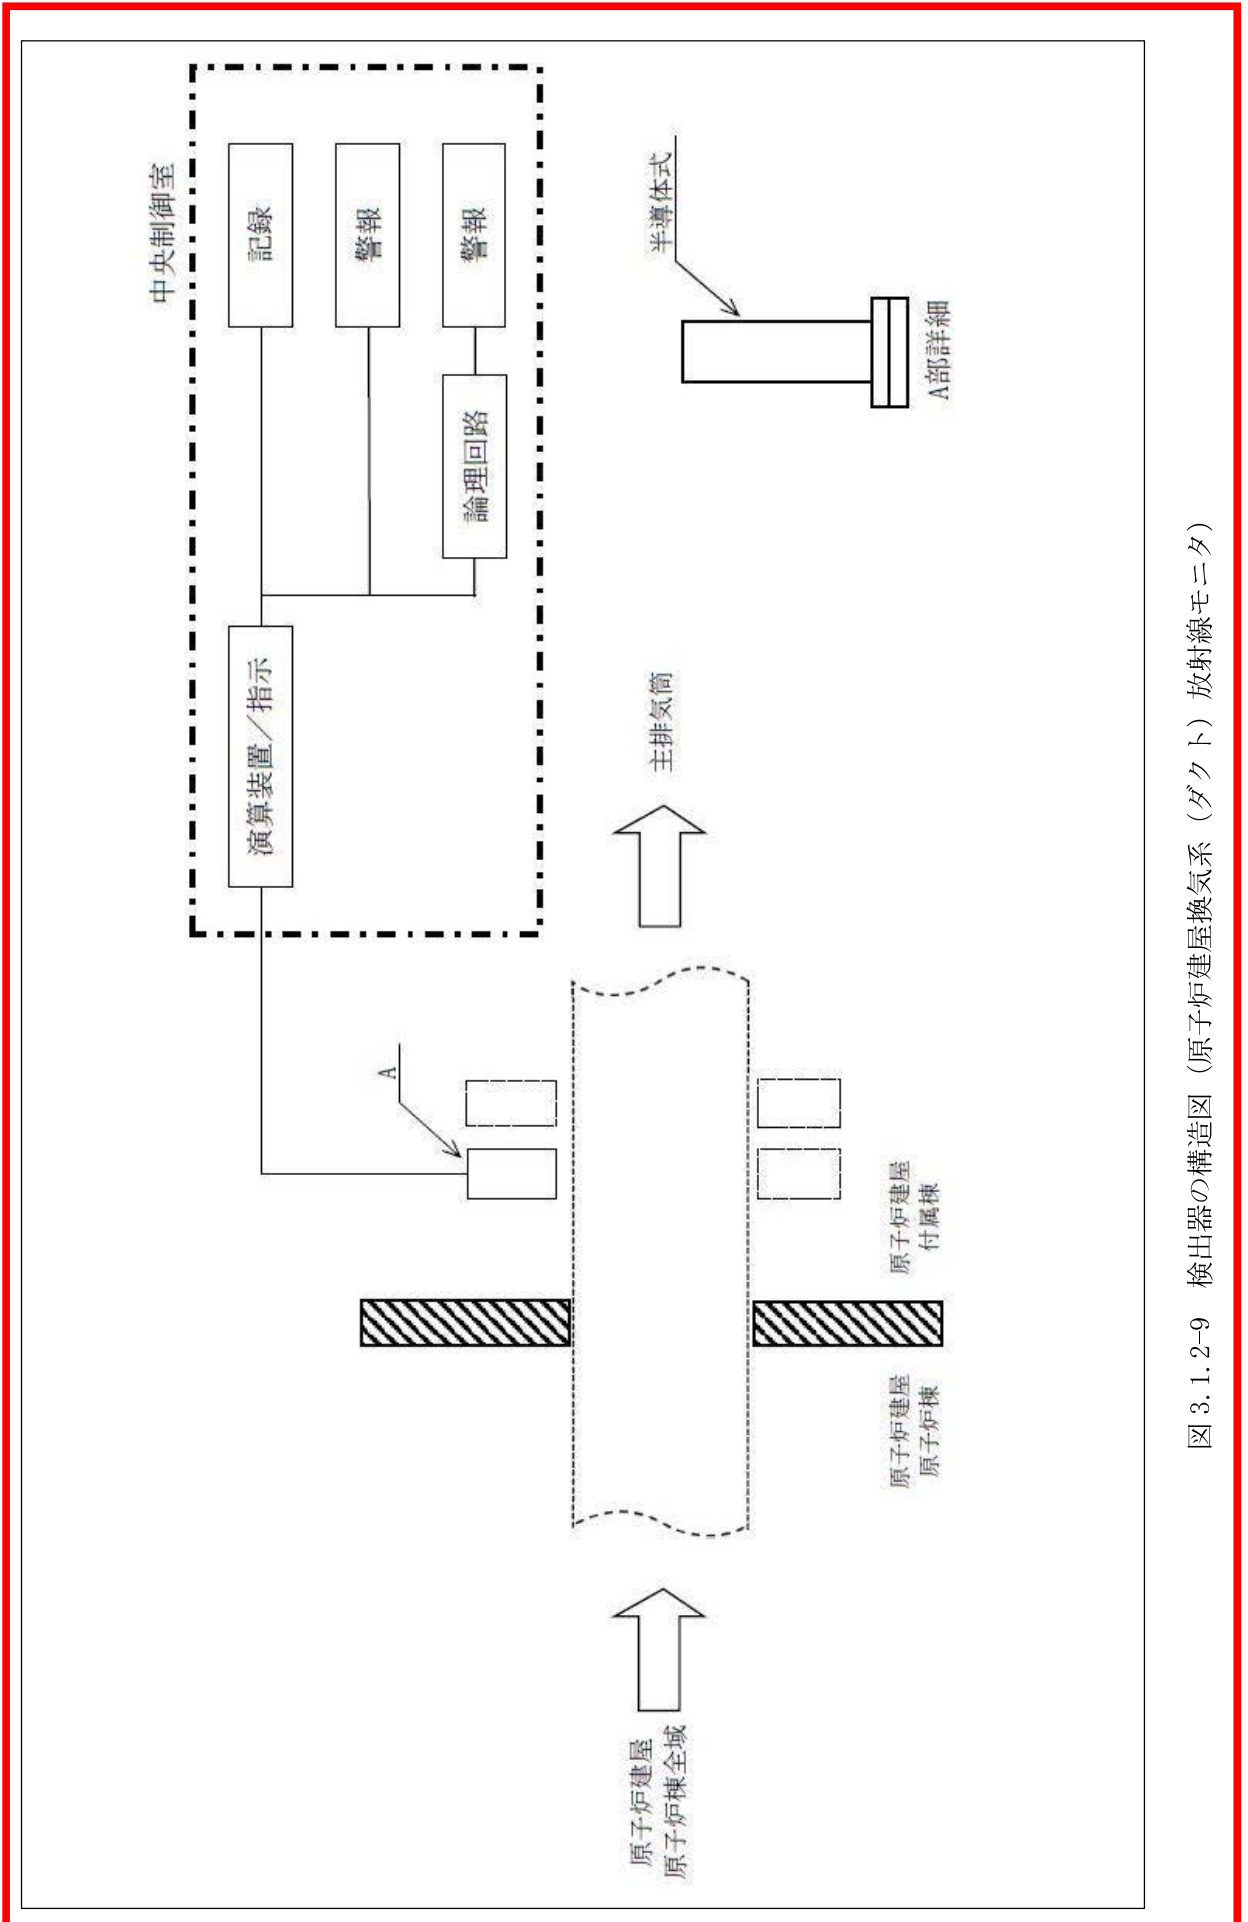 中央制御室
演算装置／指示
記録
警報
論理回路
警報
A
原子炉建屋
原子炉棟全域
主排気筒
半導体式
原子炉建屋
原子炉棟
原子炉建屋
付属棟
A部詳細
図 3.1.2-9 検出器の構造図（原子炉建屋換気系（ダクト）放射線モニタ）